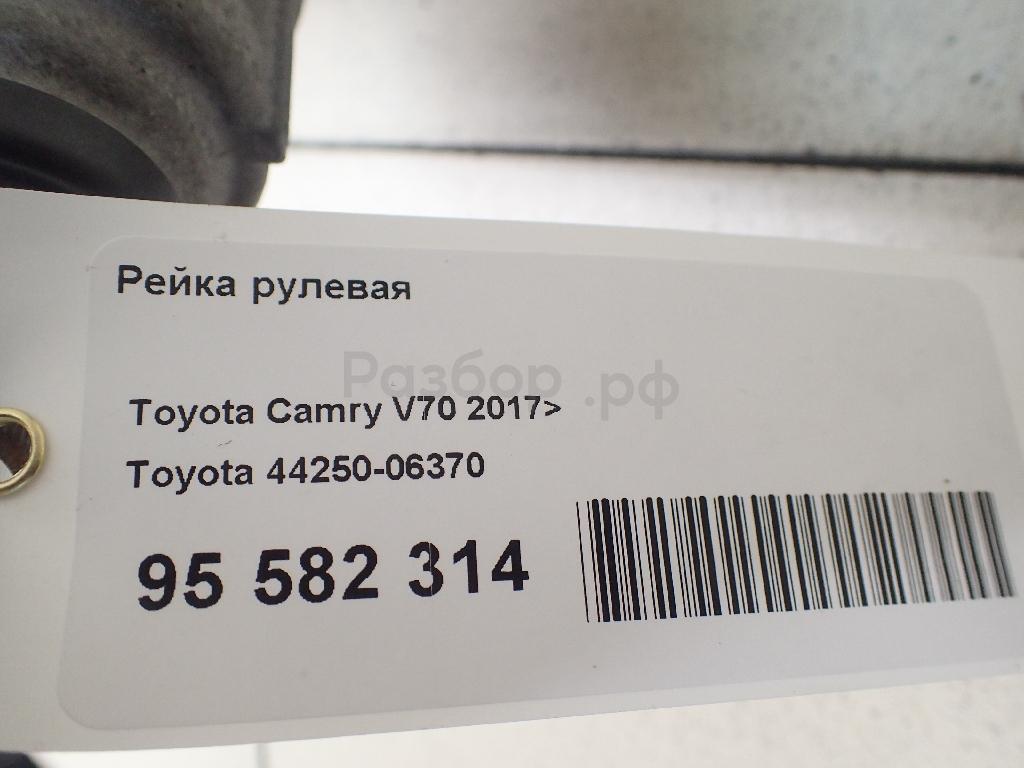 Рейка рулевая
Разбор.рф
Toyota Camry V70 2017>
Toyota 44250-06370
95 582 314